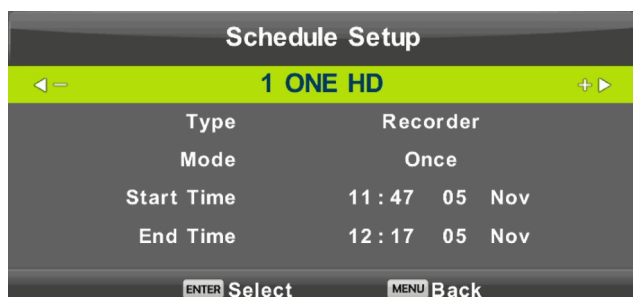 Schedule Setup
1 ONE HD
Type Recorder
Mode Once
Start Time 11 : 47 05 Nov
End Time 12 : 17 05 Nov
ENTER Select MENU Back